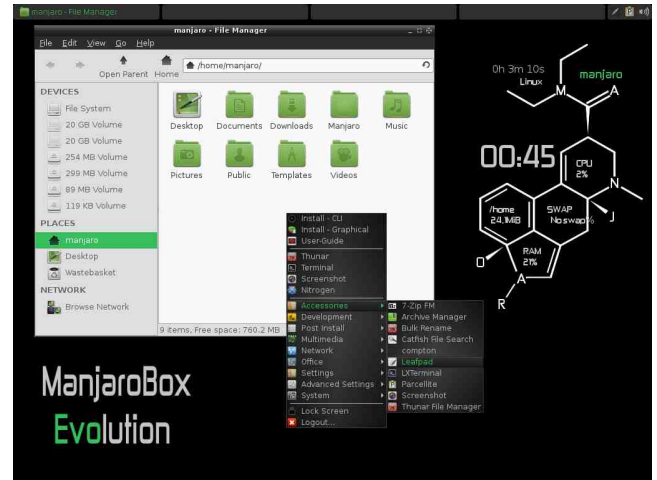 manjaro - File Manager
manjaro - File Manager
File Edit View Go Help
Open Parent Home /home/manjaro/
DEVICES
File System
20 GB Volume
20 GB Volume
254 MB Volume
299 MB Volume
89 MB Volume
119 KB Volume
PLACES
manjaro
Desktop
Wastebasket
NETWORK
Browse Network
Desktop Documents Downloads Manjaro Music
Pictures Public Templates Videos
9 items, Free space: 760.2 MB
Install - CLI
Install - Graphical
User-Guide
Thunar
Terminal
Screenshot
Nitrogen
Accessories
Development
Post Install
Multimedia
Network
Office
Settings
Advanced Settings
System
Lock Screen
Logout...
7-Zip FM
Archive Manager
Bulk Rename
Catfish File Search
compton
Leafpad
LXTerminal
Parcellite
Screenshot
Thunar File Manager
0h 3m 10s
Linux
manjaro
M
A
00:45
CPU
2%
N
/home
24.1MiB
SWAP
No swap%
J
RAM
21%
O
A
R
ManjaroBox
Evolution